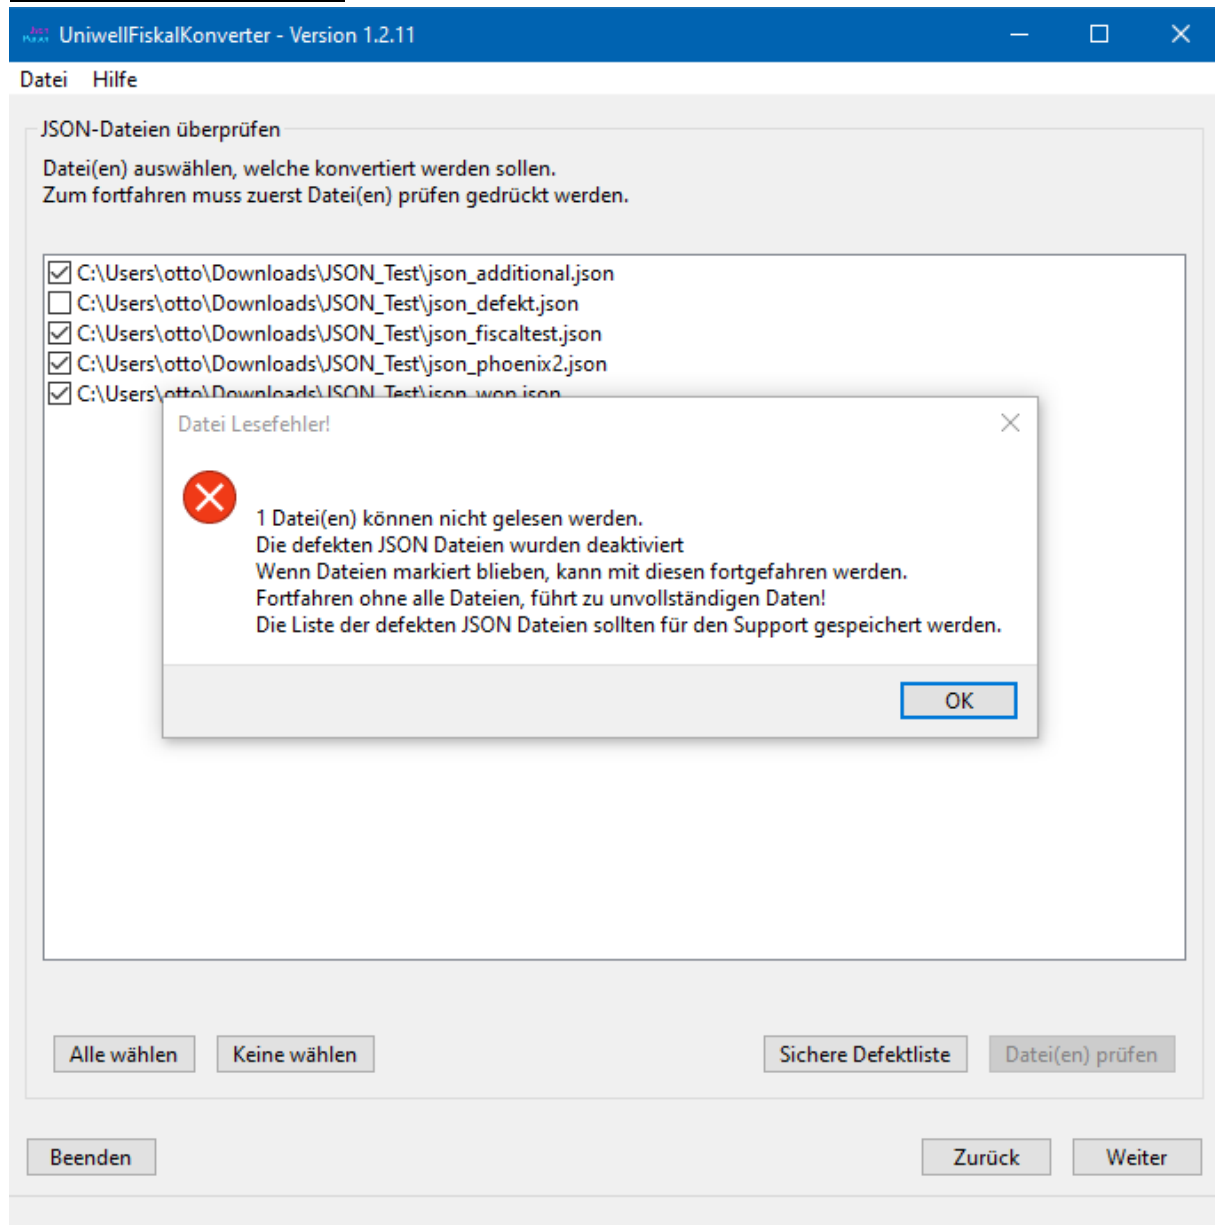 UniwellFiskalKonverter - Version 1.2.11
Datei Hilfe
JSON-Dateien überprüfen
Datei(en) auswählen, welche konvertiert werden sollen.
Zum fortfahren muss zuerst Datei(en) prüfen gedrückt werden.
C:\Users\otto\Downloads\JSON_Test\json_additional.json
C:\Users\otto\Downloads\JSON_Test\json_defekt.json
C:\Users\otto\Downloads\JSON_Test\json_fiscaltest.json
C:\Users\otto\Downloads\JSON_Test\json_phoenix2.json
C:\Users\otto\Downloads\JSON_Test\json_won.json
Datei Lesefehler!
1 Datei(en) können nicht gelesen werden.
Die defekten JSON Dateien wurden deaktiviert
Wenn Dateien markiert blieben, kann mit diesen fortgefahren werden.
Fortfahren ohne alle Dateien, führt zu unvollständigen Daten!
Die Liste der defekten JSON Dateien sollten für den Support gespeichert werden.
OK
Alle wählen Keine wählen Sichere Defektliste Datei(en) prüfen
Beenden Zurück Weiter